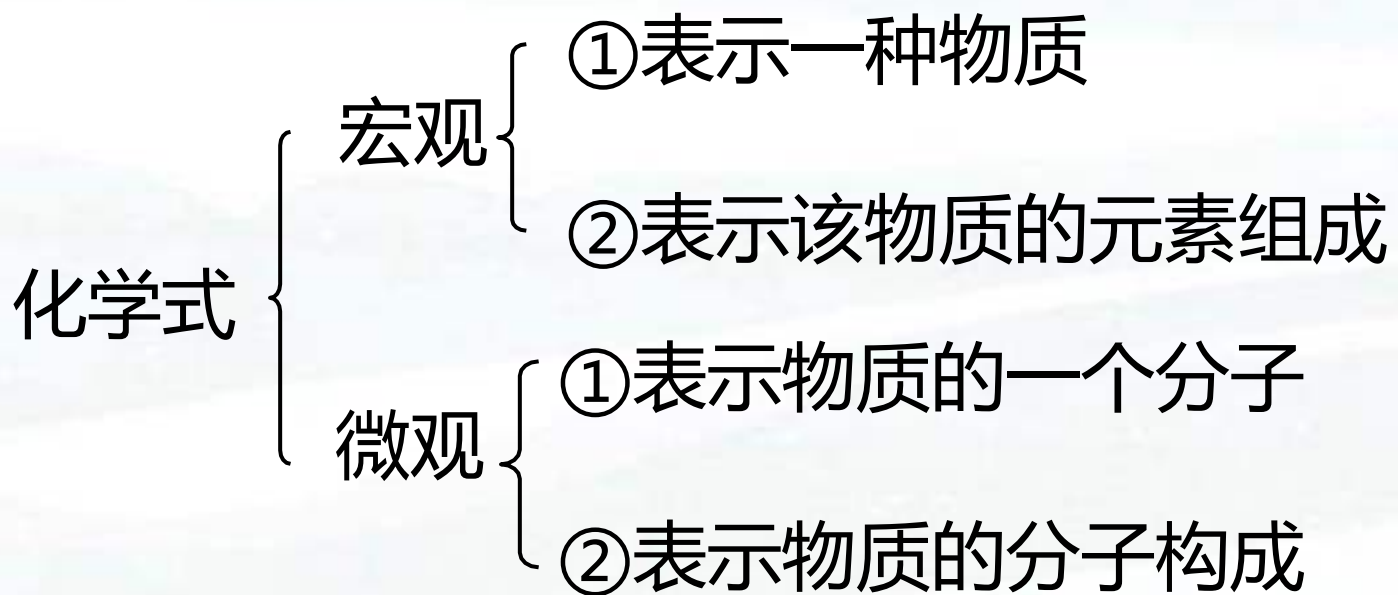 化学式
宏观
①表示一种物质
②表示该物质的元素组成
微观
①表示物质的一个分子
②表示物质的分子构成